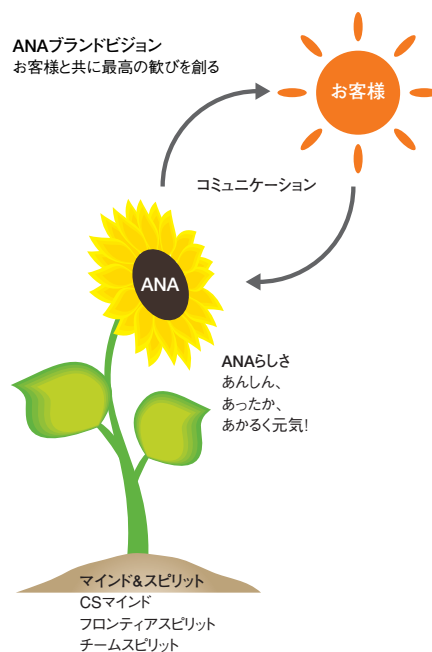 ANAブランドビジョン
お客様と共に最高の歓びを創る
お客様
コミュニケーション
ANA
ANAらしさ
あんしん、
あったか、
あかるく元気!
マインド&スピリット
CSマインド
フロンティアスピリット
チームスピリット